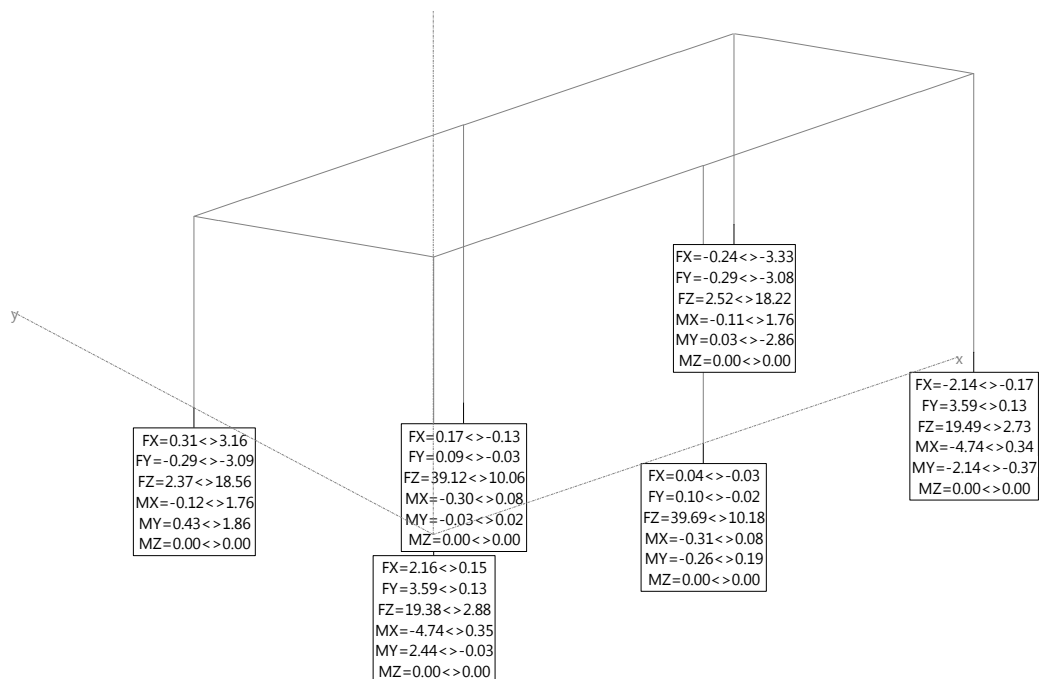 FX=-0.24<>-3.33
FY=-0.29<>-3.08
FZ=2.52<>18.22
MX=-0.11<>1.76
MY=0.03<>-2.86
MZ=0.00<>0.00
y
x
FX=-2.14<>-0.17
FY=3.59<>0.13
FZ=19.49<>2.73
MX=-4.74<>0.34
MY=-2.14<>-0.37
MZ=0.00<>0.00
FX=0.31<>3.16
FY=-0.29<>-3.09
FZ=2.37<>18.56
MX=-0.12<>1.76
MY=0.43<>1.86
MZ=0.00<>0.00
FX=0.17<>-0.13
FY=0.09<>-0.03
FZ=39.12<>10.06
MX=-0.30<>0.08
MY=-0.03<>0.02
MZ=0.00<>0.00
FX=0.04<>-0.03
FY=0.10<>-0.02
FZ=39.69<>10.18
MX=-0.31<>0.08
MY=-0.26<>0.19
MZ=0.00<>0.00
FX=2.16<>0.15
FY=3.59<>0.13
FZ=19.38<>2.88
MX=-4.74<>0.35
MY=2.44<>-0.03
MZ=0.00<>0.00